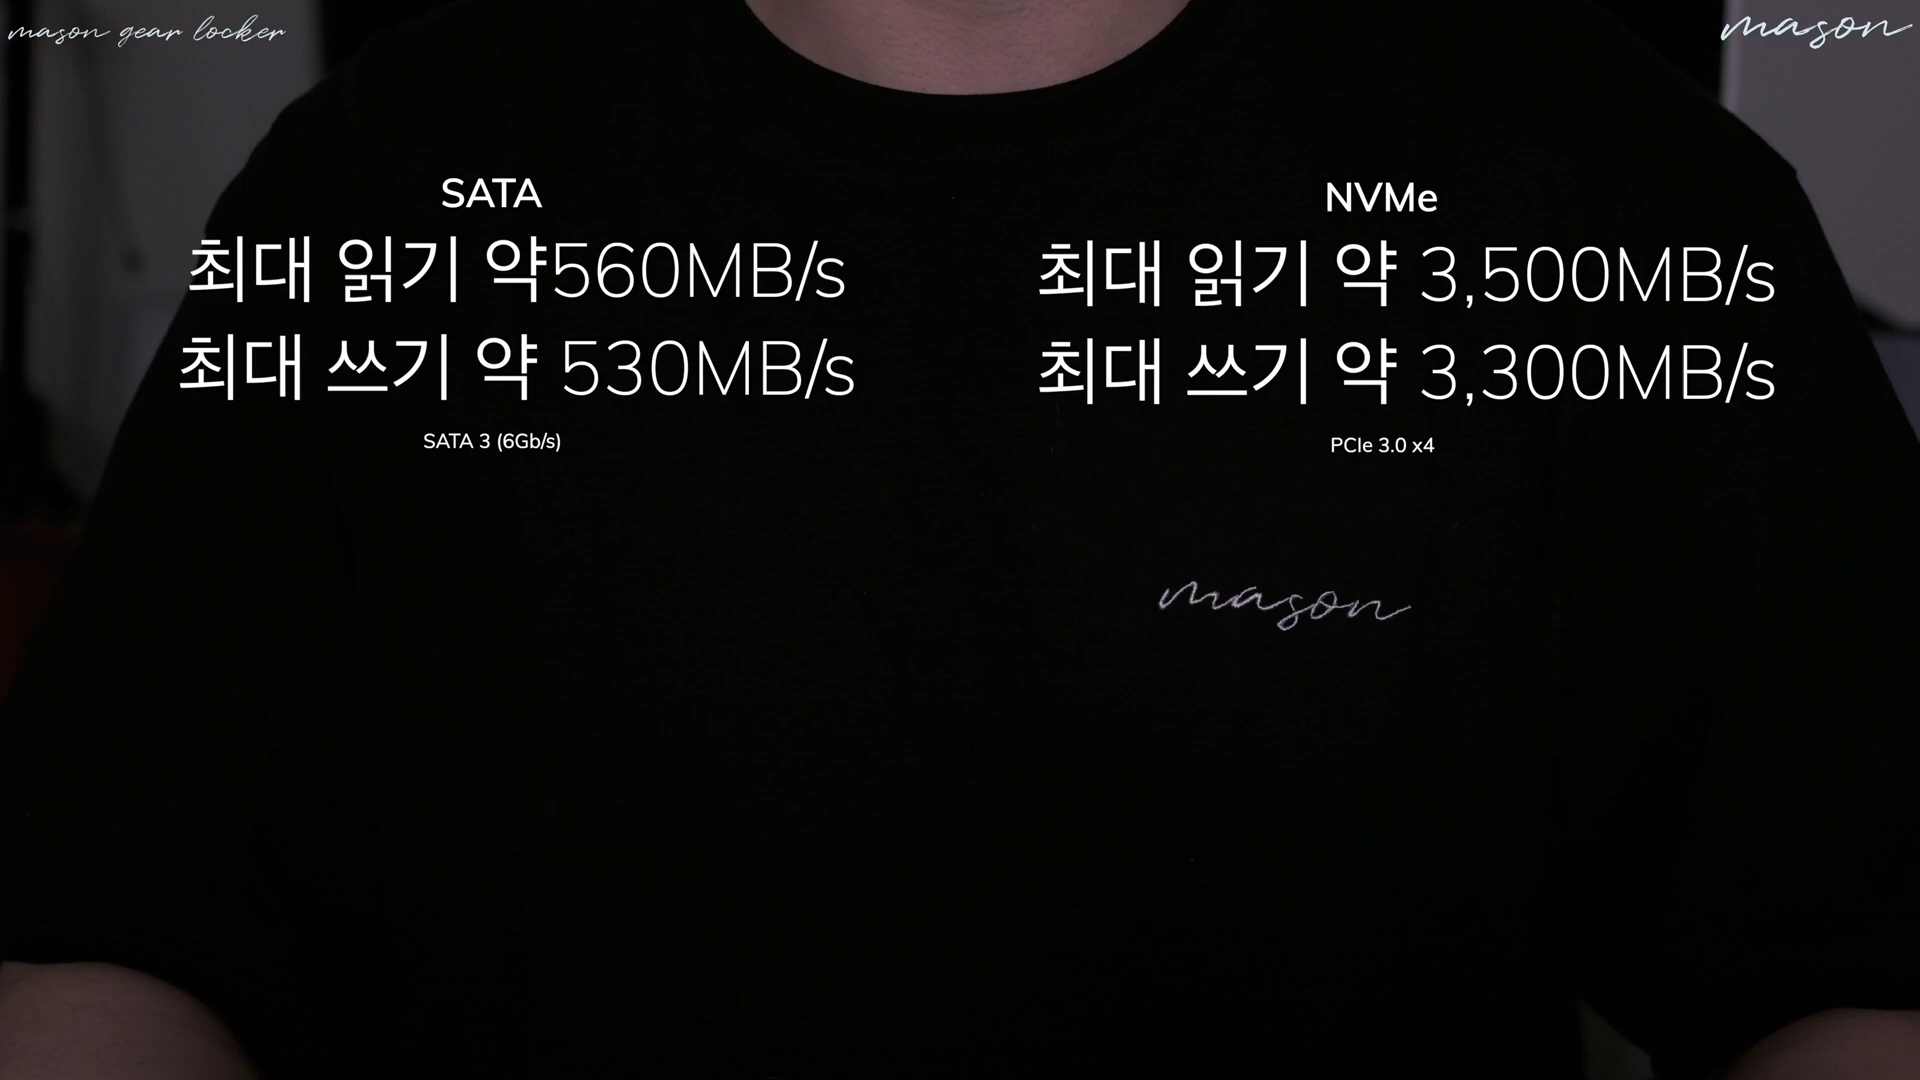 mason gear locker
mason
SATA
최대 읽기 약560MB/s
최대 쓰기 약 530MB/s
SATA 3 (6Gb/s)
NVMe
최대 읽기 약 3,500MB/s
최대 쓰기 약 3,300MB/s
PCIe 3.0 x4
mason